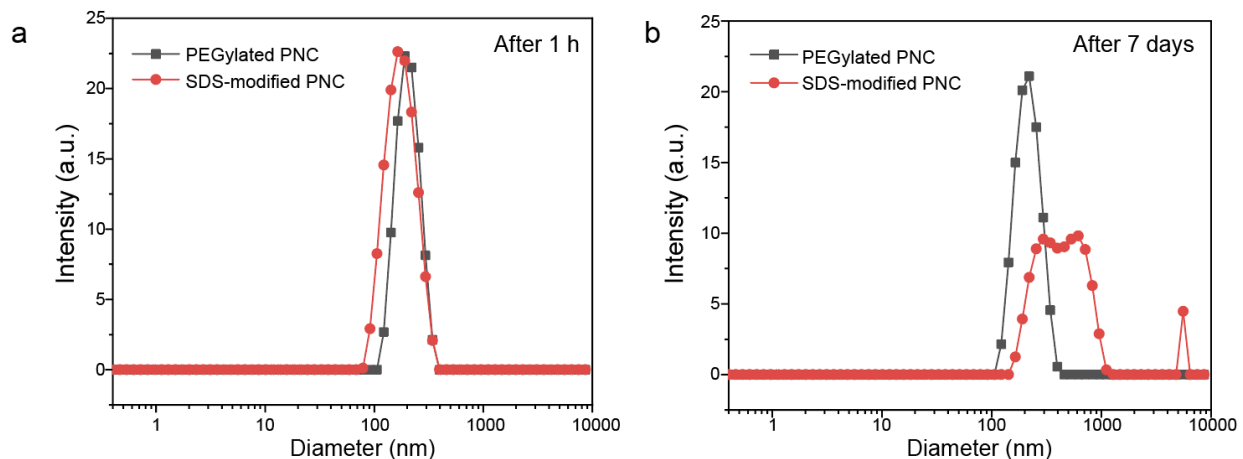 a
PEGylated PNC
SDS-modified PNC
After 1 h
Intensity (a.u.)
25
20
15
10
5
0
1
10
100
1000
10000
Diameter (nm)
b
PEGylated PNC
SDS-modified PNC
After 7 days
Intensity (a.u.)
25
20
15
10
5
0
1
10
100
1000
10000
Diameter (nm)